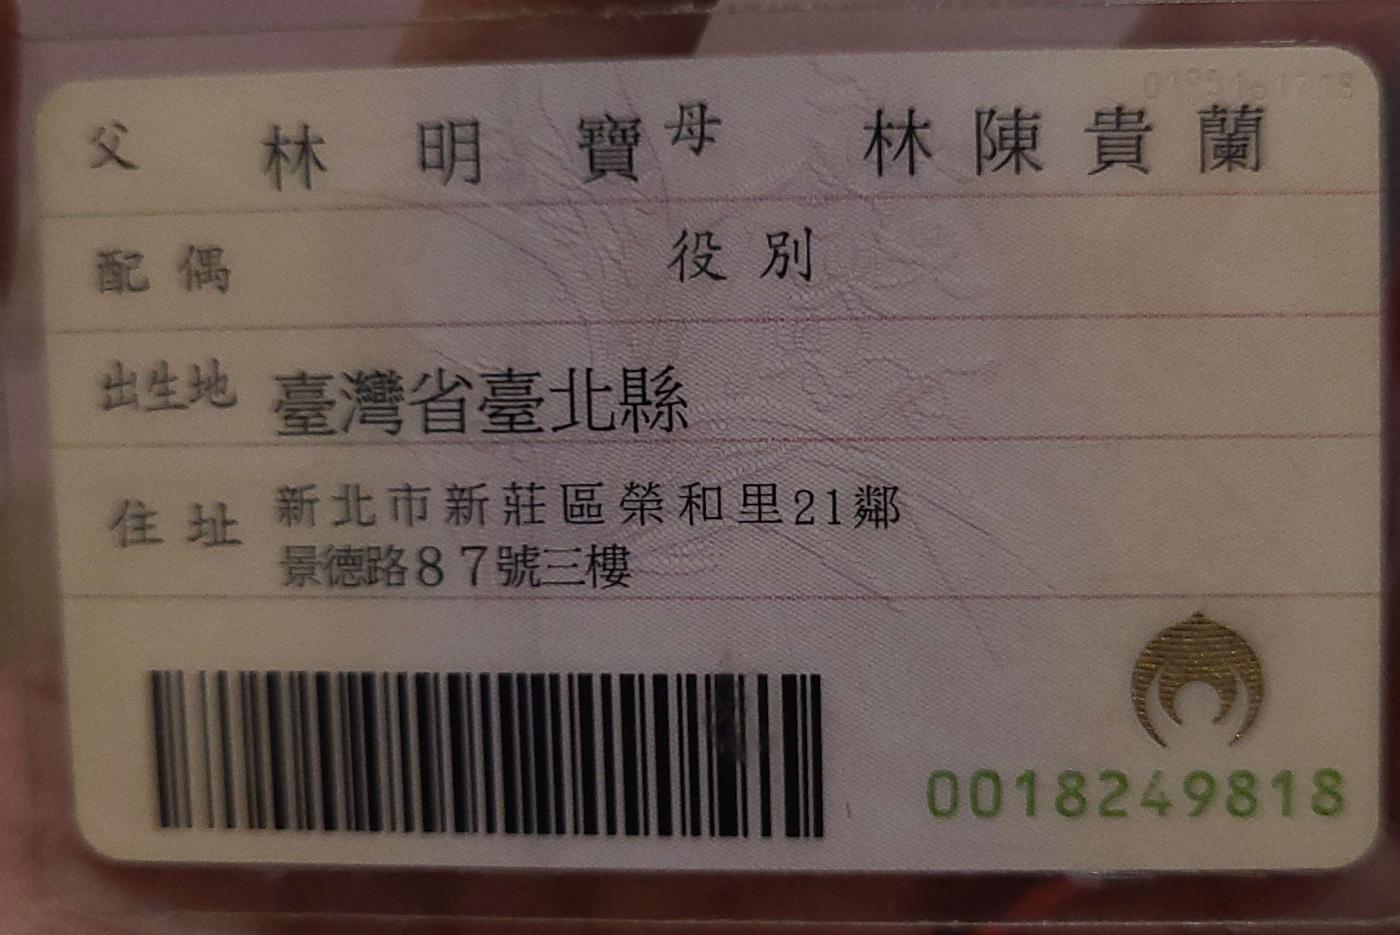 父 林明寶 母 林陳貴蘭
配偶 役別
出生地 臺灣省臺北縣
住址 新北市新莊區榮和里21鄰
景德路87號三樓
0018249818